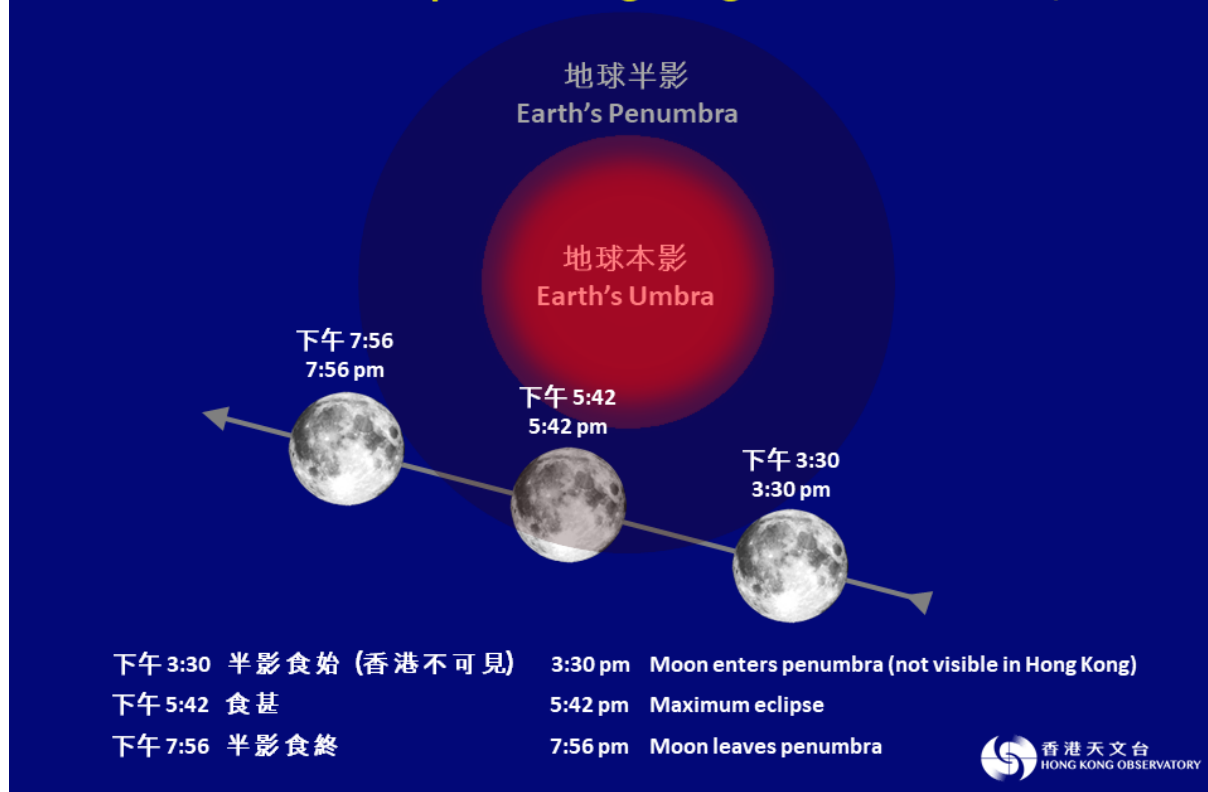 地球半影
Earth's Penumbra
地球本影
Earth's Umbra
下午 7:56
7:56 pm
下午 5:42
5:42 pm
下午 3:30
3:30 pm
下午 3:30 半影食始 (香港不可見) 3:30 pm Moon enters penumbra (not visible in Hong Kong)
下午 5:42 食甚 5:42 pm Maximum eclipse
下午 7:56 半影食終 7:56 pm Moon leaves penumbra
香港天文台
HONG KONG OBSERVATORY